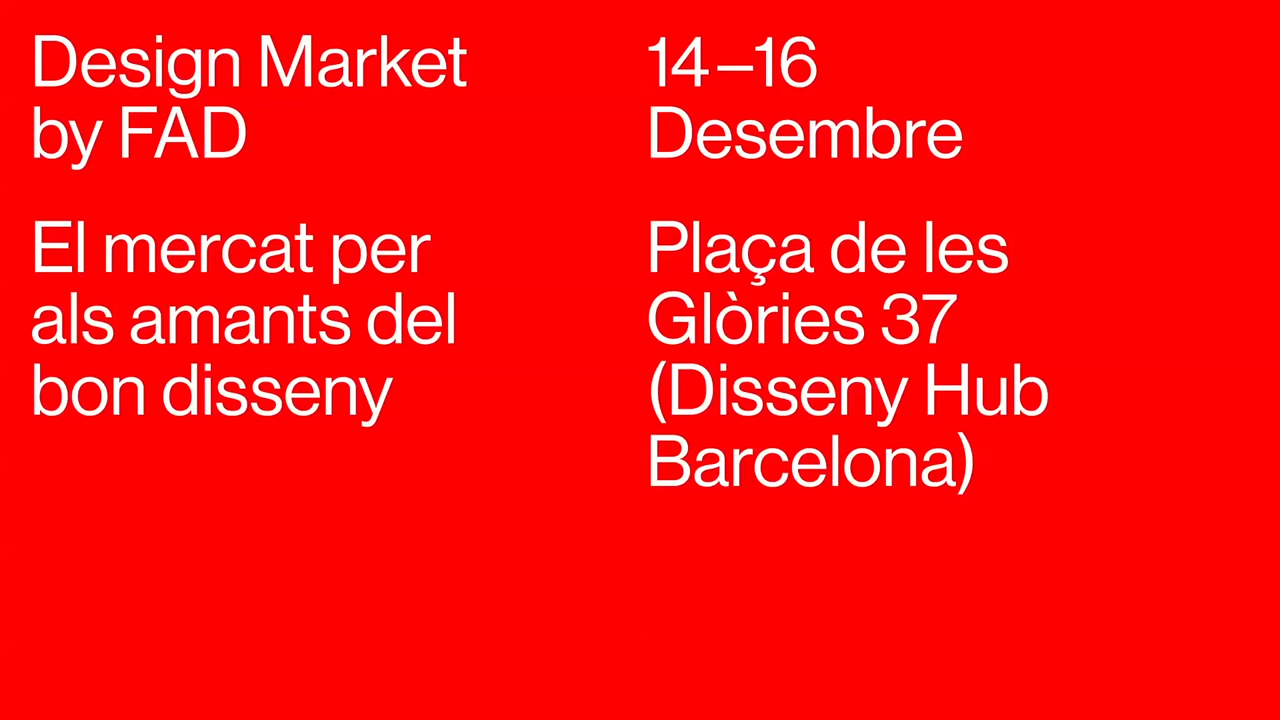 Design Market
by FAD
El mercat per
als amants del
bon disseny
14–16
Desembre
Plaça de les
Glòries 37
(Disseny Hub
Barcelona)